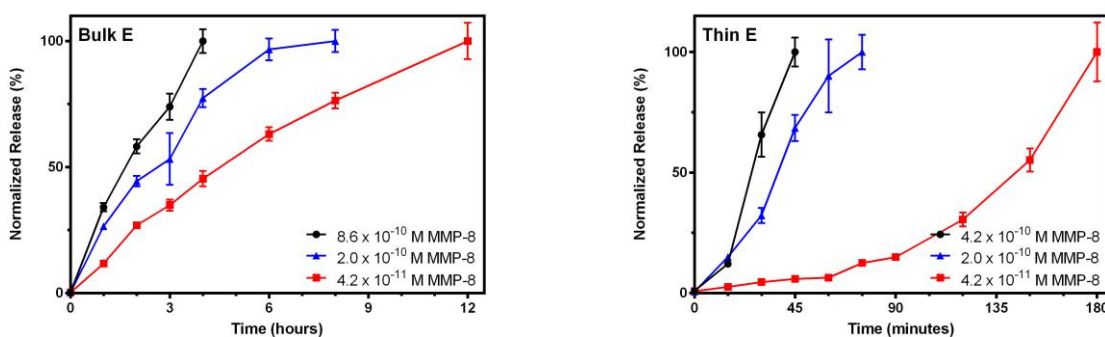 Bulk E
Normalized Release (%)
100
50
0
0
3
6
9
12
Time (hours)
8.6 x 10⁻¹⁰ M MMP-8
2.0 x 10⁻¹⁰ M MMP-8
4.2 x 10⁻¹¹ M MMP-8
Thin E
Normalized Release (%)
100
50
0
0
45
90
135
180
Time (minutes)
4.2 x 10⁻¹⁰ M MMP-8
2.0 x 10⁻¹⁰ M MMP-8
4.2 x 10⁻¹¹ M MMP-8